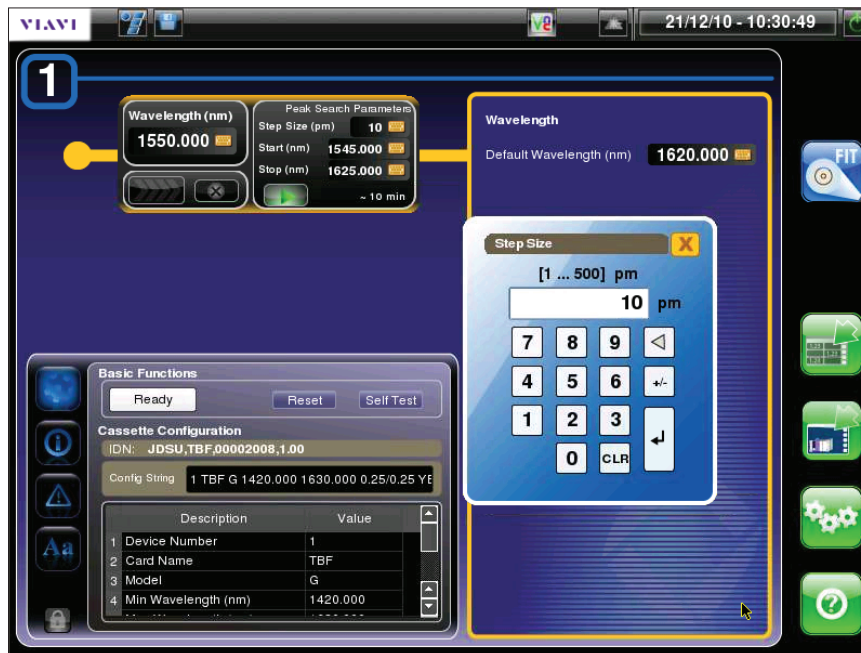 VIAVI
21/12/10 - 10:30:49
1
Wavelength (nm)
1550.000
Peak Search Parameters
Step Size (pm) 10
Start (nm) 1545.000
Stop (nm) 1625.000
~ 10 min
Wavelength
Default Wavelength (nm) 1620.000
FIT
Step Size X
[1 ... 500] pm
10 pm
7 8 9
4 5 6 +/-
1 2 3
0 CLR
Basic Functions
Ready Reset Self Test
Cassette Configuration
IDN: JDSU,TBF,00002008,1.00
Config String 1 TBF G 1420.000 1630.000 0.25/0.25
Description Value
1 Device Number 1
2 Card Name TBF
3 Model G
4 Min Wavelength (nm) 1420.000
Aa
?